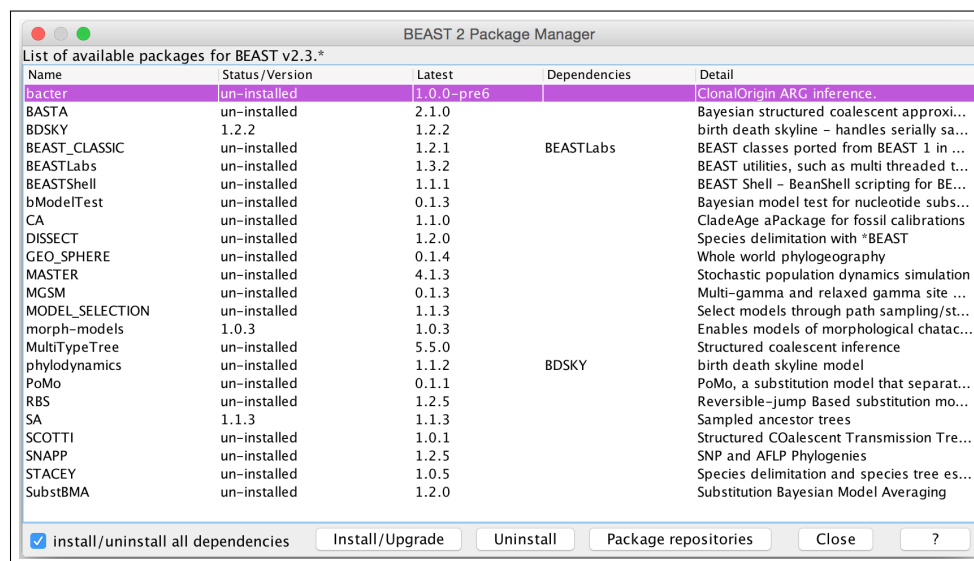 BEAST 2 Package Manager
List of available packages for BEAST v2.3.*
Name Status/Version Latest Dependencies Detail
bacter un-installed 1.0.0-pre6 ClonalOrigin ARG inference.
BASTA un-installed 2.1.0 Bayesian structured coalescent approxi...
BDSKY 1.2.2 1.2.2 birth death skyline – handles serially sa...
BEAST_CLASSIC un-installed 1.2.1 BEASTLabs BEAST classes ported from BEAST 1 in ...
BEASTLabs un-installed 1.3.2 BEAST utilities, such as multi threaded t...
BEASTShell un-installed 1.1.1 BEAST Shell – BeanShell scripting for BE...
bModelTest un-installed 0.1.3 Bayesian model test for nucleotide subs...
CA un-installed 1.1.0 CladeAge aPackage for fossil calibrations
DISSECT un-installed 1.2.0 Species delimitation with *BEAST
GEO_SPHERE un-installed 0.1.4 Whole world phylogeography
MASTER un-installed 4.1.3 Stochastic population dynamics simulation
MGSM un-installed 0.1.3 Multi-gamma and relaxed gamma site ...
MODEL_SELECTION un-installed 1.1.3 Select models through path sampling/st...
morph-models 1.0.3 1.0.3 Enables models of morphological chatac...
MultiTypeTree un-installed 5.5.0 Structured coalescent inference
phylodynamics un-installed 1.1.2 BDSKY birth death skyline model
PoMo un-installed 0.1.1 PoMo, a substitution model that separat...
RBS un-installed 1.2.5 Reversible-jump Based substitution mo...
SA 1.1.3 1.1.3 Sampled ancestor trees
SCOTTI un-installed 1.0.1 Structured COalescent Transmission Tre...
SNAPP un-installed 1.2.5 SNP and AFLP Phylogenies
STACEY un-installed 1.0.5 Species delimitation and species tree es...
SubstBMA un-installed 1.2.0 Substitution Bayesian Model Averaging
install/uninstall all dependencies Install/Upgrade Uninstall Package repositories Close ?